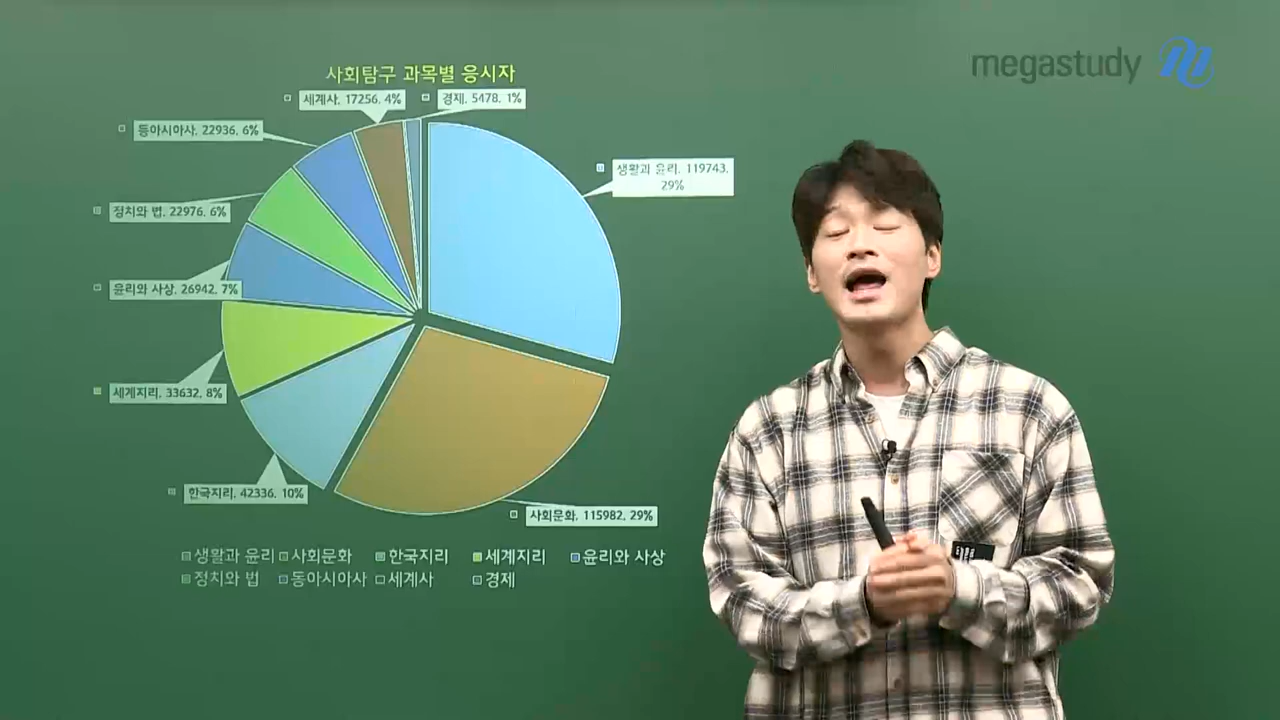 megastudy
사회탐구 과목별 응시자
세계사, 17256, 4%
경제, 5478, 1%
동아시아사, 22936, 6%
생활과 윤리, 119743,
29%
정치와 법, 22976, 6%
윤리와 사상, 26942, 7%
세계지리, 33632, 8%
한국지리, 42336, 10%
사회문화, 115982, 29%
생활과 윤리 사회문화 한국지리 세계지리 윤리와 사상
정치와 법 동아시아사 세계사 경제